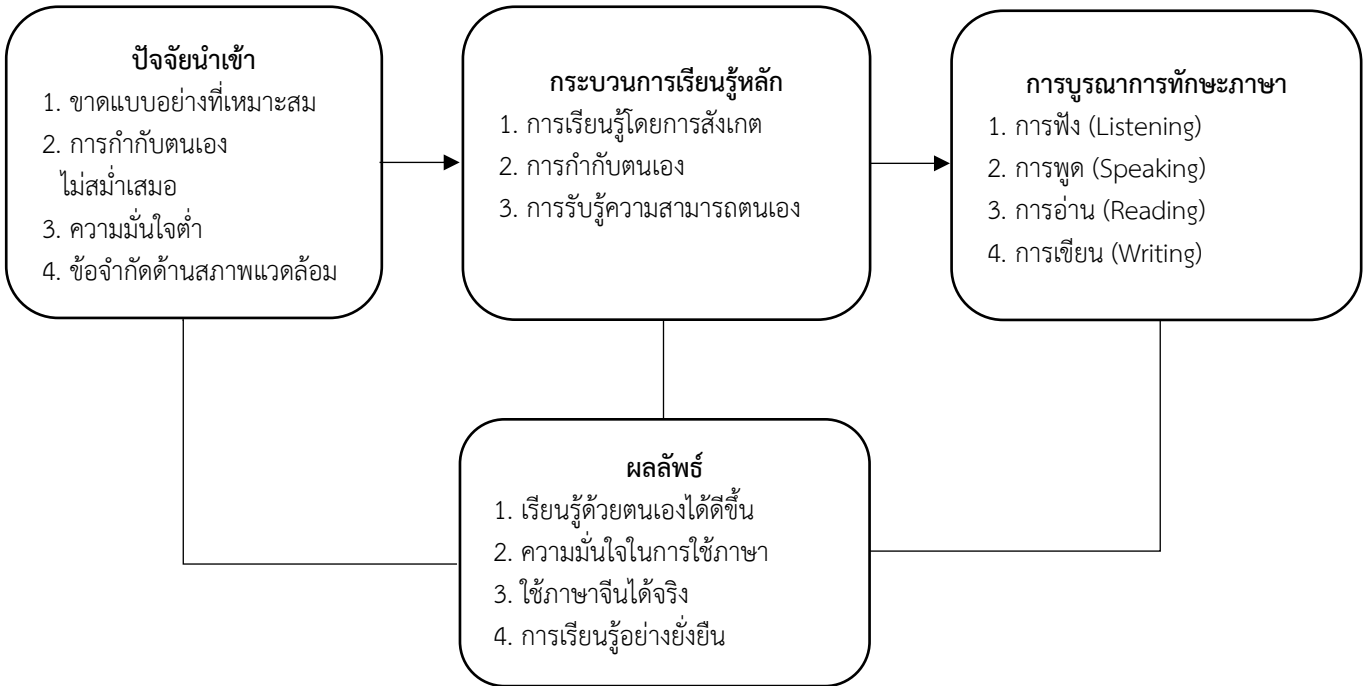 ปัจจัยนำเข้า
1. ขาดแบบอย่างที่เหมาะสม
2. การกำกับตนเอง
ไม่สม่ำเสมอ
3. ความมั่นใจต่ำ
4. ข้อจำกัดด้านสภาพแวดล้อม
กระบวนการเรียนรู้หลัก
1. การเรียนรู้โดยการสังเกต
2. การกำกับตนเอง
3. การรับรู้ความสามารถตนเอง
การบูรณาการทักษะภาษา
1. การฟัง (Listening)
2. การพูด (Speaking)
3. การอ่าน (Reading)
4. การเขียน (Writing)
ผลลัพธ์
1. เรียนรู้ด้วยตนเองได้ดีขึ้น
2. ความมั่นใจในการใช้ภาษา
3. ใช้ภาษาจีนได้จริง
4. การเรียนรู้อย่างยั่งยืน